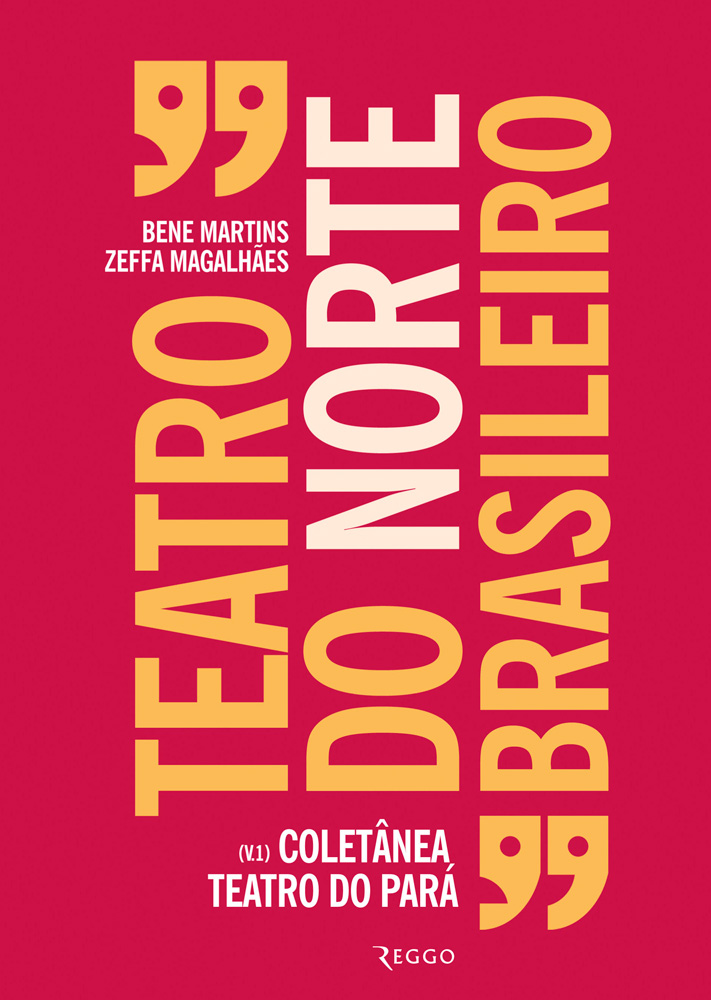 BENE MARTINS
ZEFFA MAGALHÃES
TEATRO
DO NORTE
BRASILEIRO
(V.1) COLETÂNEA
TEATRO DO PARÁ
REGGO